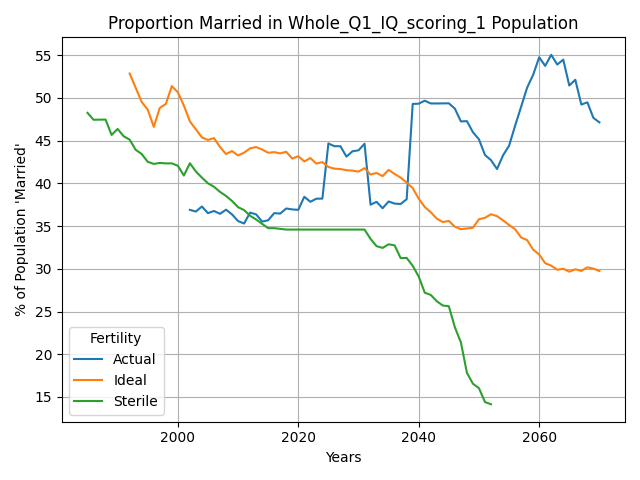 Proportion Married in Whole_Q1_IQ_scoring_1 Population
% of Population 'Married'
55
50
45
40
35
30
25
20
15
Fertility
Actual
Ideal
Sterile
2000 2020 2040 2060
Years